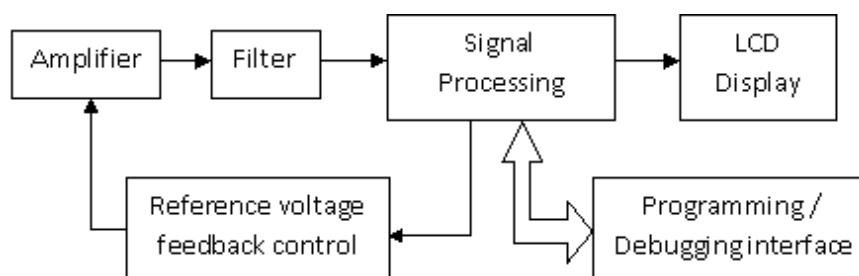 Amplifier
Filter
Signal
Processing
LCD
Display
Reference voltage
feedback control
Programming /
Debugging interface